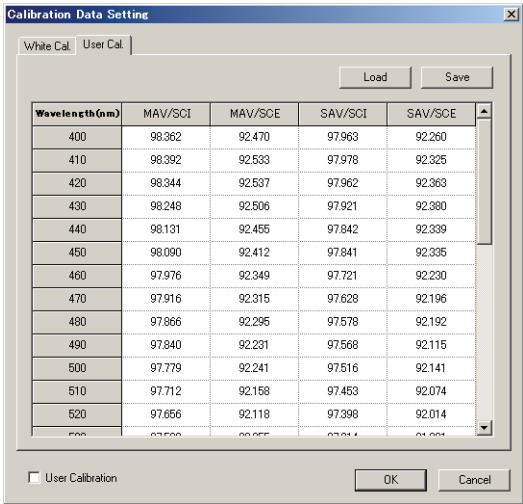 Calibration Data Setting
White Cal. User Cal.
Load Save
Wavelength(nm) MAV/SCI MAV/SCE SAV/SCI SAV/SCE
400 98.362 92.470 97.963 92.260
410 98.392 92.533 97.978 92.325
420 98.344 92.537 97.962 92.363
430 98.248 92.506 97.921 92.380
440 98.131 92.455 97.842 92.339
450 98.090 92.412 97.841 92.335
460 97.976 92.349 97.721 92.230
470 97.916 92.315 97.628 92.196
480 97.866 92.295 97.578 92.192
490 97.840 92.231 97.568 92.115
500 97.779 92.241 97.516 92.141
510 97.712 92.158 97.453 92.074
520 97.656 92.118 97.398 92.014
User Calibration
OK Cancel